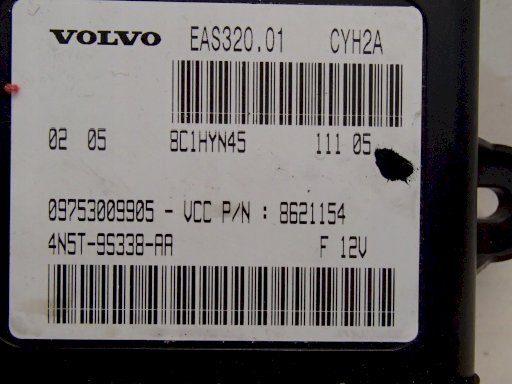 VOLVO EAS320.01 CYH2A
02 05 8C1HYN45 111 05
09753009905 - VCC P/N : 8621154
4N5T-9S338-AA F 12V